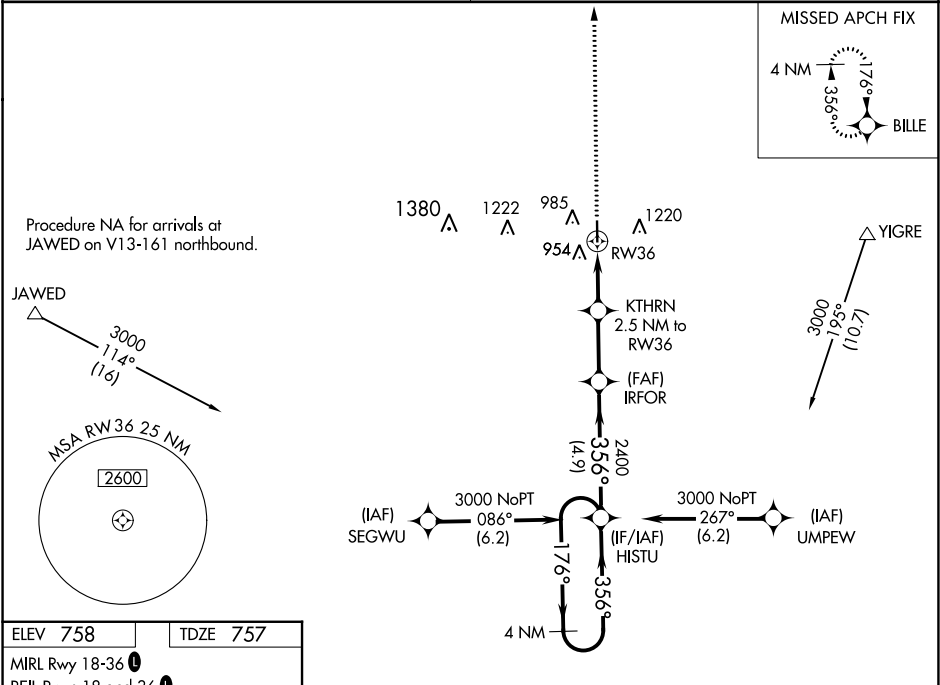 MISSED APCH FIX
4 NM
176°
356°
BILLE
Procedure NA for arrivals at
JAWED on V13-161 northbound.
1380
1222
985
1220
954
RW36
YIGRE
JAWED
3000
114°
(16)
KTHRN
2.5 NM to
RW36
3000
195°
(10.7)
(FAF)
IRFOR
MSA RW36 25 NM
2600
2400
356°
(4.9)
(IAF)
SEGWU
3000 NoPT
086°
(6.2)
(IF/IAF)
HISTU
3000 NoPT
267°
(6.2)
(IAF)
UMPEW
176°
356°
4 NM
ELEV 758
TDZE 757
MIRL Rwy 18-36 L